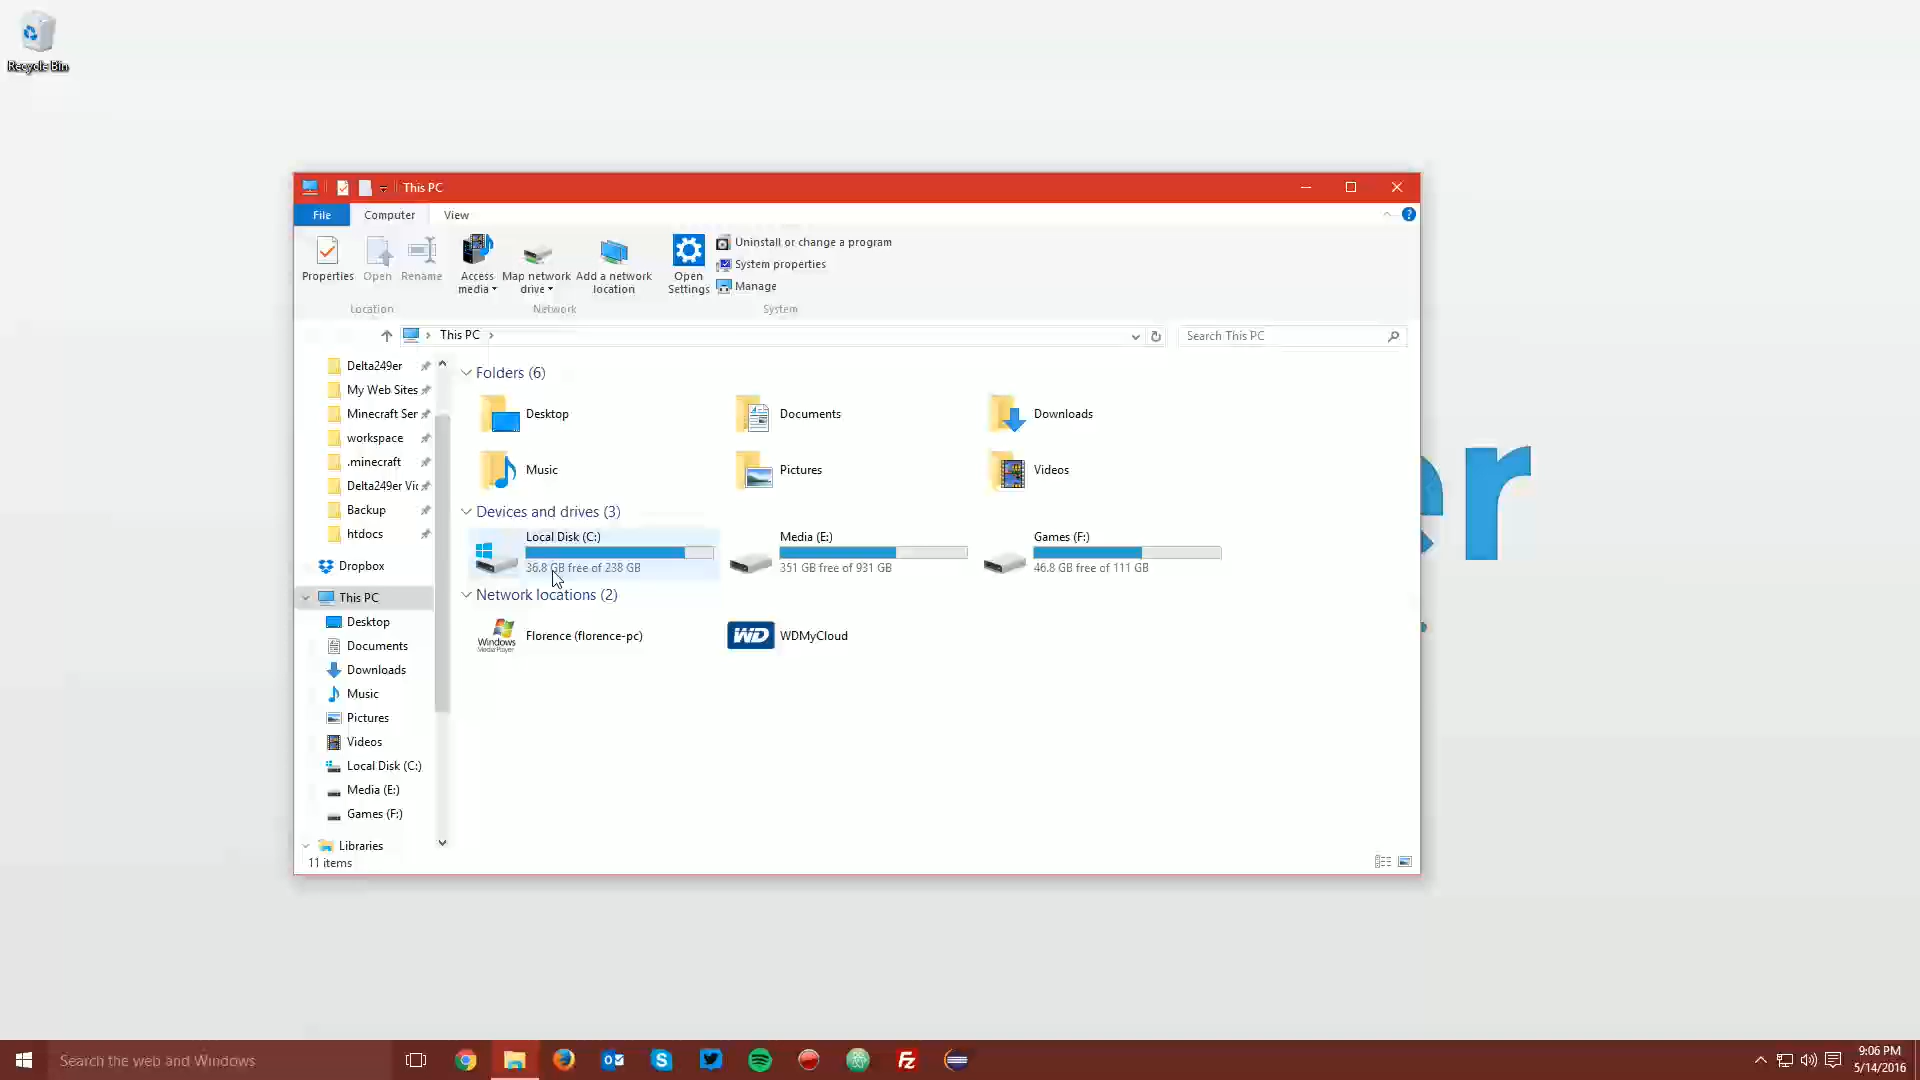 Recycle Bin
This PC
File
Computer
View
Properties
Open
Rename
Access media
Map network drive
Add a network location
Open Settings
Uninstall or change a program
System properties
Manage
Location
Network
System
This PC
Search This PC
Delta249er
My Web Sites
Minecraft Ser
workspace
.minecraft
Delta249er Vi
Backup
htdocs
Dropbox
This PC
Desktop
Documents
Downloads
Music
Pictures
Videos
Local Disk (C:)
Media (E:)
Games (F:)
Libraries
11 items
Folders (6)
Desktop
Documents
Downloads
Music
Pictures
Videos
Devices and drives (3)
Local Disk (C:)
36.8 GB free of 238 GB
Media (E:)
351 GB free of 931 GB
Games (F:)
46.8 GB free of 111 GB
Network locations (2)
Windows Media Player
Florence (florence-pc)
WD
WDMyCloud
er
Search the web and Windows
9:06 PM
5/14/2016